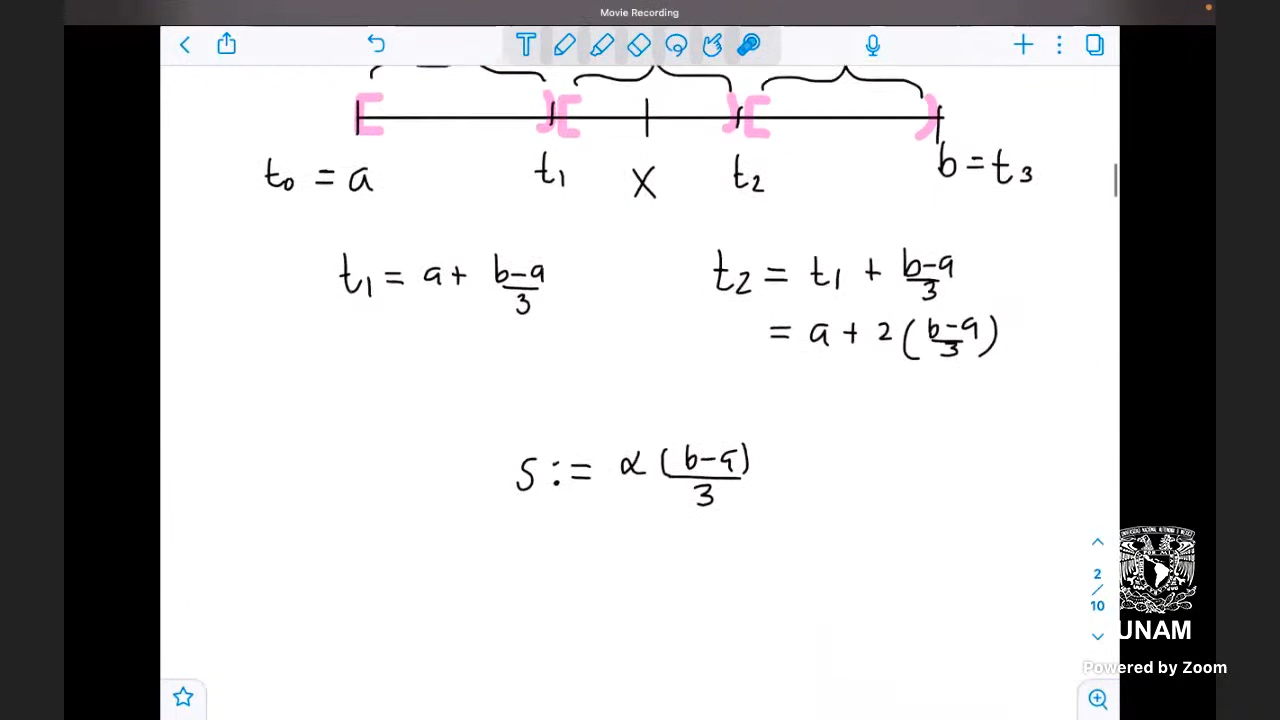 Movie Recording
t₀ = a t₁ x t₂ b = t₃
t₁ = a + (b-a)/3 t₂ = t₁ + (b-a)/3
= a + 2 ((b-a)/3)
S := α (b-a)/3
2
/
10
UNAM
Powered by Zoom